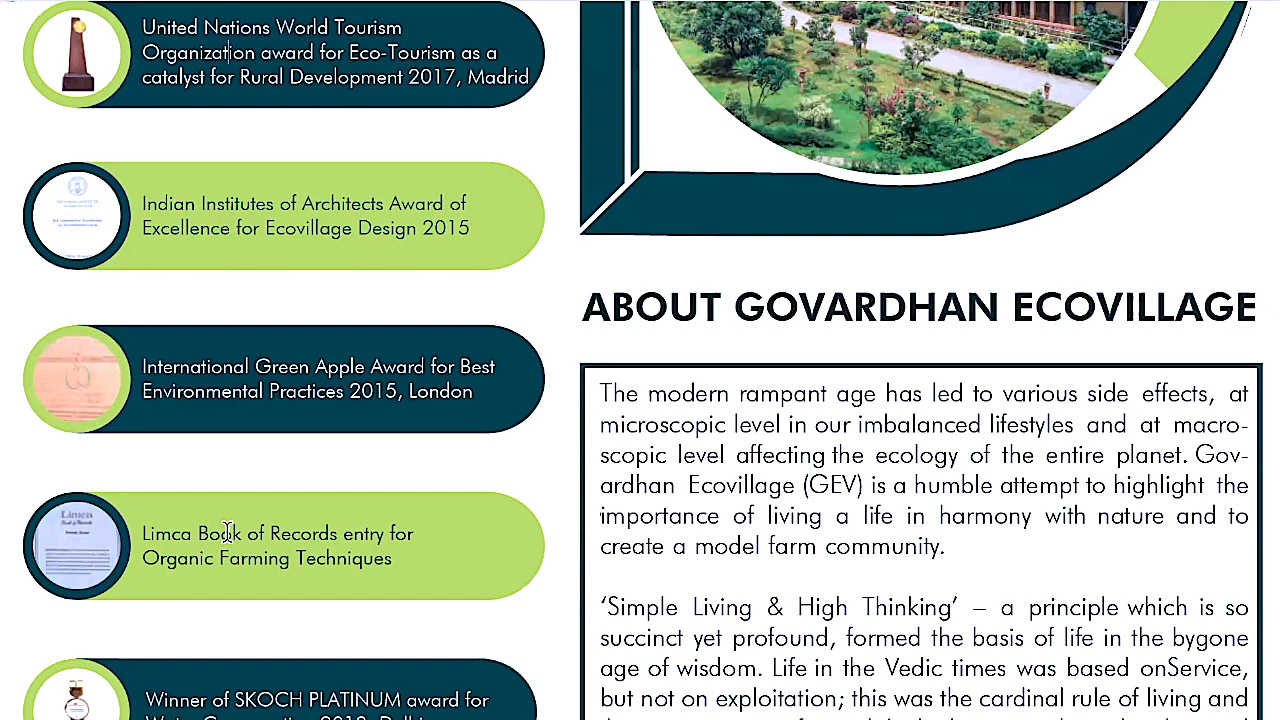 United Nations World Tourism
Organization award for Eco-Tourism as a
catalyst for Rural Development 2017, Madrid
Indian Institutes of Architects Award of
Excellence for Ecovillage Design 2015
International Green Apple Award for Best
Environmental Practices 2015, London
Limca Book of Records entry for
Organic Farming Techniques
Winner of SKOCH PLATINUM award for
ABOUT GOVARDHAN ECOVILLAGE
The modern rampant age has led to various side effects, at
microscopic level in our imbalanced lifestyles and at macro-
scopic level affecting the ecology of the entire planet. Gov-
ardhan Ecovillage (GEV) is a humble attempt to highlight the
importance of living a life in harmony with nature and to
create a model farm community.
‘Simple Living & High Thinking’ – a principle which is so
succinct yet profound, formed the basis of life in the bygone
age of wisdom. Life in the Vedic times was based onService,
but not on exploitation; this was the cardinal rule of living and